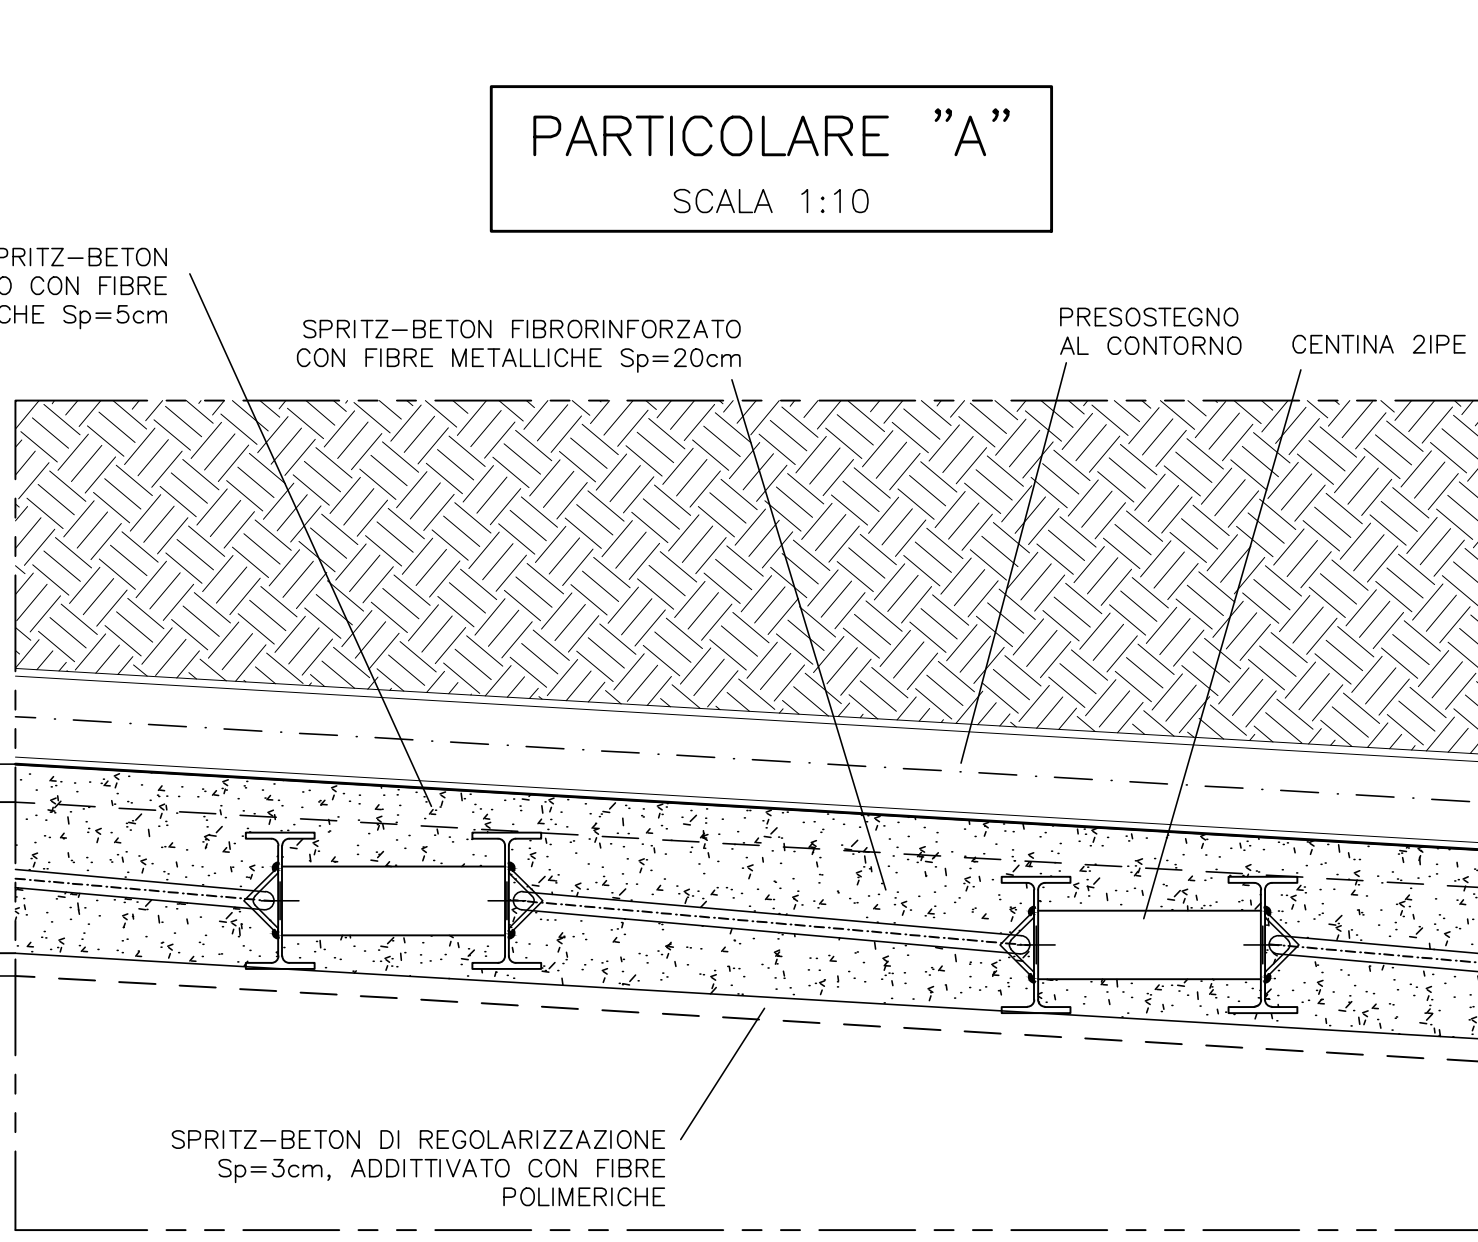 PARTICOLARE ”A”
SCALA 1:10
PRITZ-BETON
O CON FIBRE
CHE Sp=5cm
SPRITZ-BETON FIBRORINFORZATO
CON FIBRE METALLICHE Sp=20cm
PRESOSTEGNO
AL CONTORNO
CENTINA 2IPE
SPRITZ-BETON DI REGOLARIZZAZIONE
Sp=3cm, ADDITTIVATO CON FIBRE
POLIMERICHE